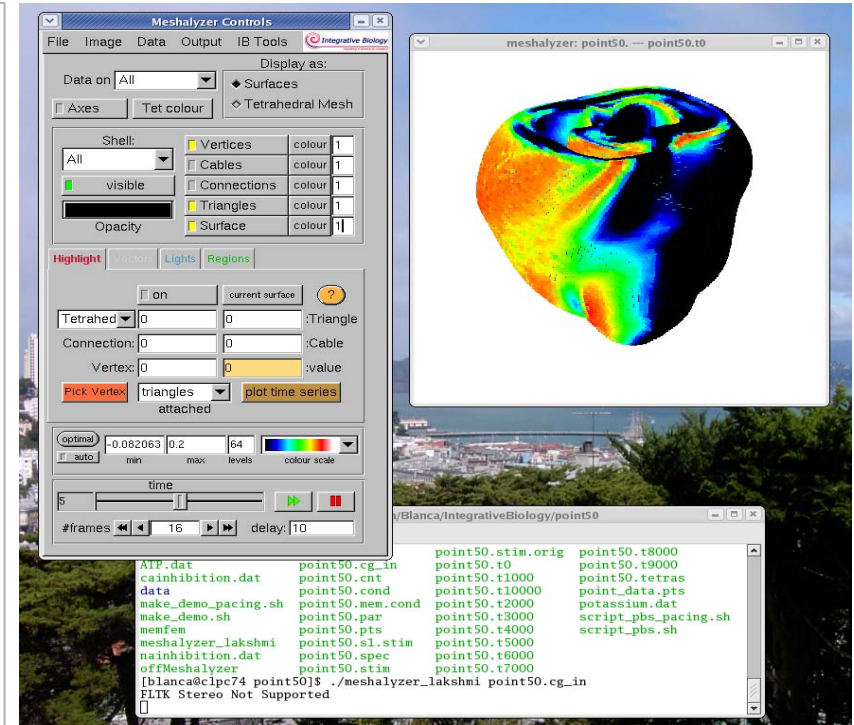 Meshalyzer Controls
File Image Data Output IB Tools Integrative Biology
Display as:
Data on All
Surfaces
Tetrahedral Mesh
Axes Tet colour
Shell:
All
visible
Opacity
Vertices colour 1
Cables colour 1
Connections colour 1
Triangles colour 1
Surface colour 1
Highlight Vectors Lights Regions
on current surface ?
Tetrahed 0 0 :Triangle
Connection: 0 0 :Cable
Vertex: 0 0 :value
Pick Vertex triangles plot time series
attached
optimal -0.082063 0.2 64
auto min max levels colour scale
time
5
#frames 16 delay: 10
meshalyzer: point50. --- point50.t0
/Blanca/IntegrativeBiology/point50
point50.stim.orig point50.t8000
ATP.dat point50.cg_in point50.t0 point50.t9000
cainhibition.dat point50.cnt point50.t1000 point50.tetras
data point50.cond point50.t10000 point_data.pts
make_demo_pacing.sh point50.mem.cond point50.t2000 potassium.dat
make_demo.sh point50.par point50.t3000 script_pbs_pacing.sh
memfem point50.pts point50.t4000 script_pbs.sh
meshalyzer_lakshmi point50.s1.stim point50.t5000
nainhibition.dat point50.spec point50.t6000
offMeshalyzer point50.stim point50.t7000
[blanca@clpc74 point50]$ ./meshalyzer_lakshmi point50.cg_in
FLTK Stereo Not Supported